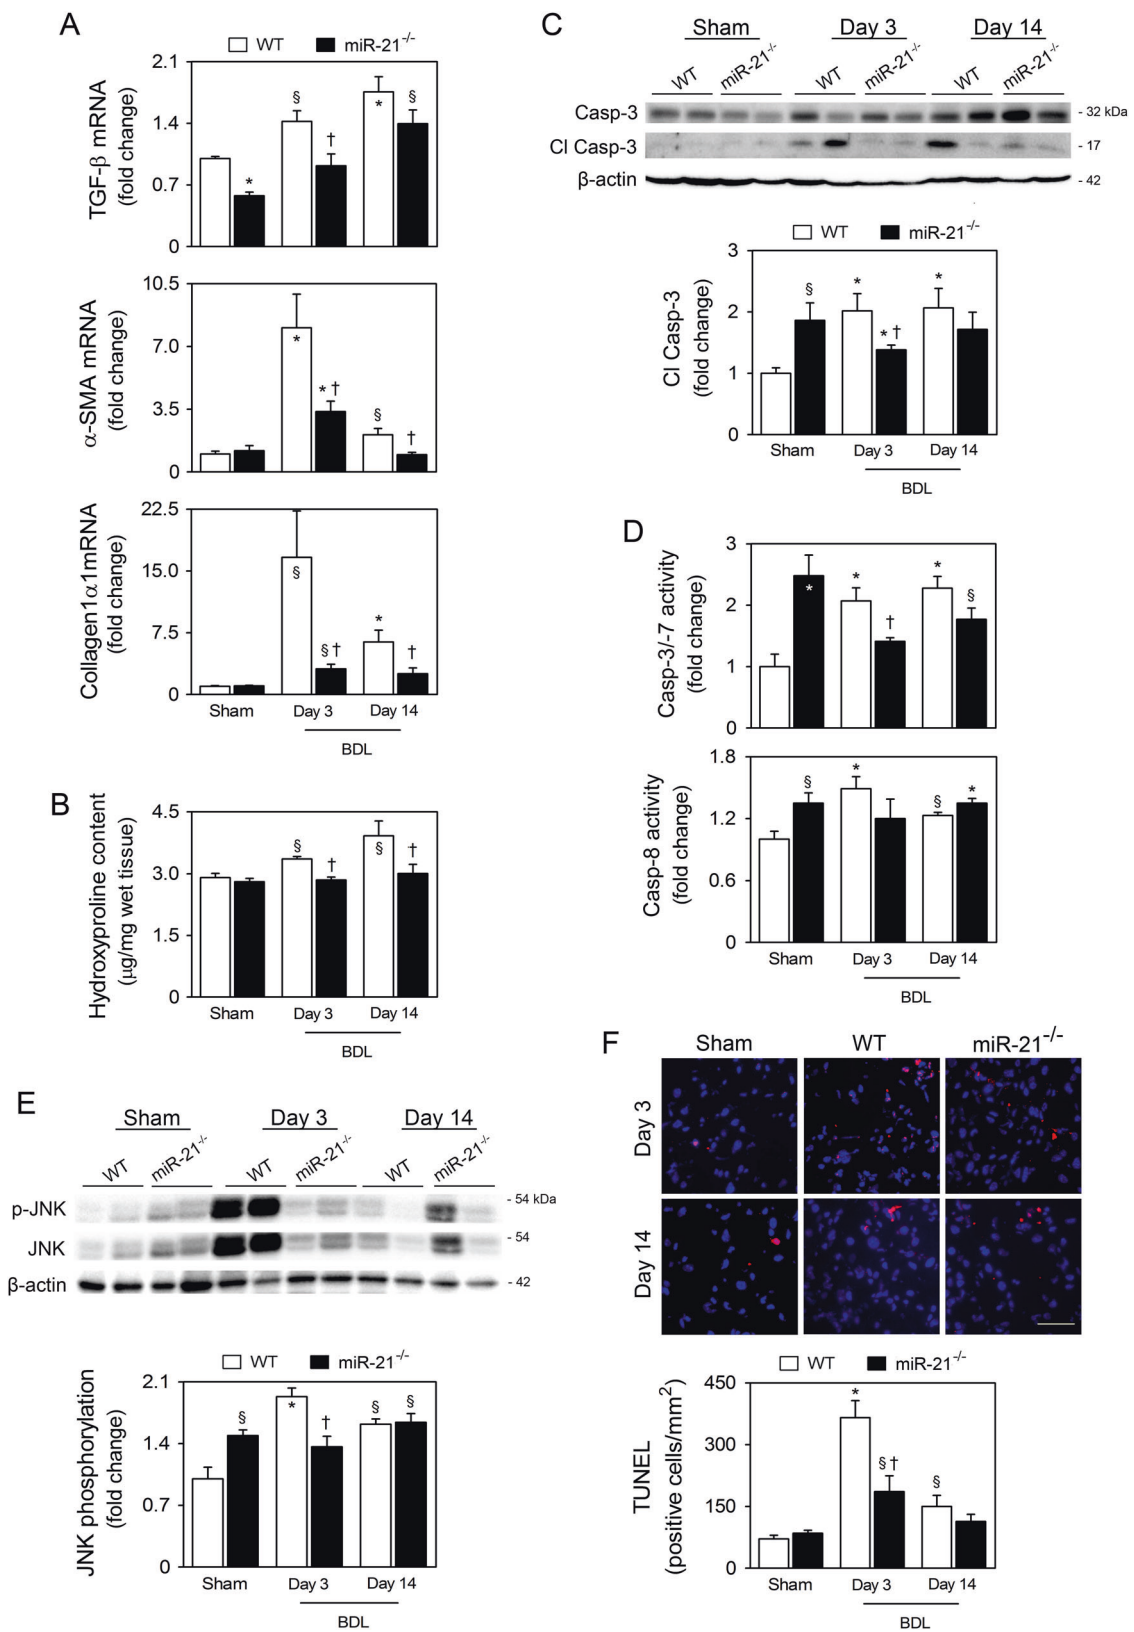 A
WT miR-21-/-
TGF-β mRNA
(fold change)
2.1
1.4
0.7
0
*
§
†
*
§
α-SMA mRNA
(fold change)
10.5
7.0
3.5
0
*
* †
§
†
Collagen1α1mRNA
(fold change)
22.5
15.0
7.5
0
§
§ †
*
†
Sham Day 3 Day 14
BDL
B
Hydroxyproline content
(μg/mg wet tissue)
4.5
3.0
1.5
0
§
†
§
†
Sham Day 3 Day 14
BDL
C
Sham Day 3 Day 14
WT miR-21-/- WT miR-21-/- WT miR-21-/-
Casp-3 - 32 kDa
Cl Casp-3 - 17
β-actin - 42
WT miR-21-/-
Cl Casp-3
(fold change)
3
2
1
0
§
*
* †
*
Sham Day 3 Day 14
BDL
D
Casp-3/-7 activity
(fold change)
3
2
1
0
*
*
†
*
§
Casp-8 activity
(fold change)
1.8
1.2
0.6
0
§
*
§
*
Sham Day 3 Day 14
BDL
E
Sham Day 3 Day 14
WT miR-21-/- WT miR-21-/- WT miR-21-/-
p-JNK - 54 kDa
JNK - 54
β-actin - 42
WT miR-21-/-
JNK phosphorylation
(fold change)
2.1
1.4
0.7
0
§
*
†
§
§
Sham Day 3 Day 14
BDL
F
Sham WT miR-21-/-
Day 3
Day 14
WT miR-21-/-
TUNEL
(positive cells/mm2)
450
300
150
0
*
§ †
§
Sham Day 3 Day 14
BDL